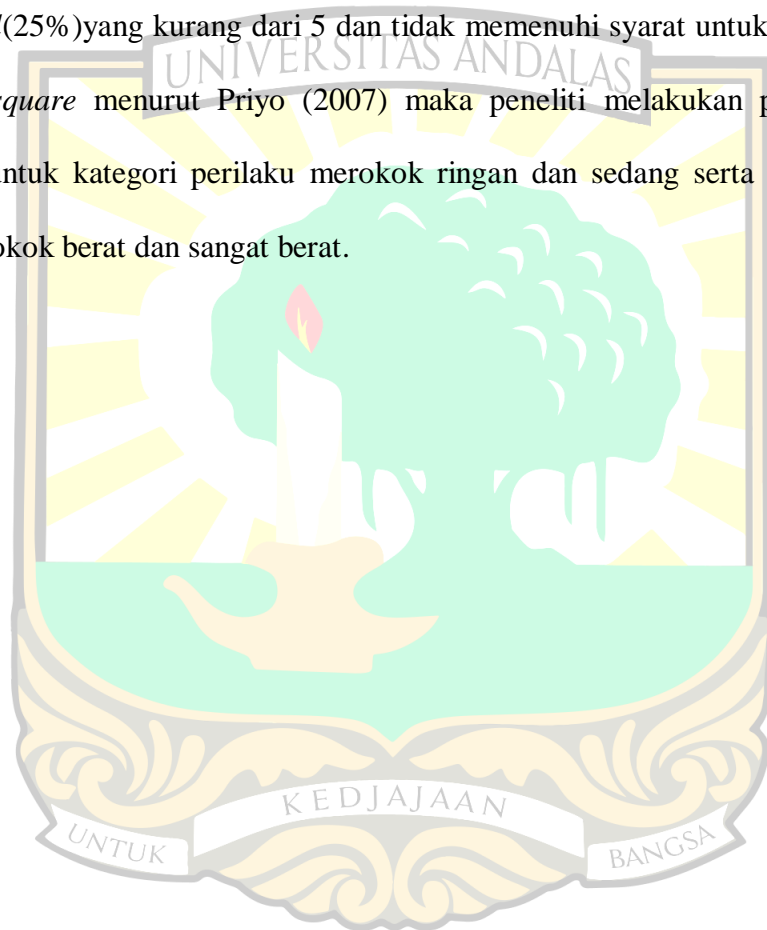 (25%)yang kurang dari 5 dan tidak memenuhi syarat untuk
UNIVERSITAS ANDALAS
square menurut Priyo (2007) maka peneliti melakukan
untuk kategori perilaku merokok ringan dan sedang serta
okok berat dan sangat berat.
UNTUK KEDJAJAAN BANGSA